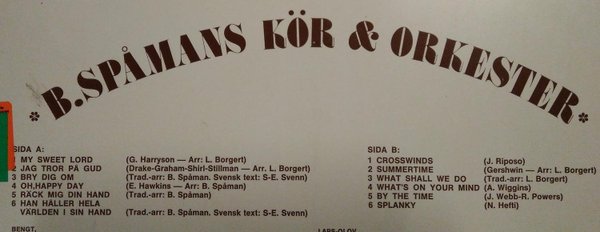 B. SPÅMANS KÖR & ORKESTER
SIDA A:
1 MY SWEET LORD (G. Harryson — Arr: L. Borgert)
2 JAG TROR PÅ GUD (Drake-Graham-Shirl-Stillman — Arr: L. Borgert)
3 BRY DIG OM (Trad.-arr: B. Spåman. Svensk text: S-E. Svenn)
4 OH,HAPPY DAY (E. Hawkins — Arr: B. Spåman)
5 RÄCK MIG DIN HAND (Trad.-arr: B. Spåman)
6 HAN HÅLLER HELA
VÄRLDEN I SIN HAND (Trad.-arr: B. Spåman. Svensk text: S-E. Svenn)
SIDA B:
1 CROSSWINDS (J. Riposo)
2 SUMMERTIME (Gershwin — Arr: L. Borgert)
3 WHAT SHALL WE DO (Trad.-arr: L. Borgert)
4 WHAT'S ON YOUR MIND (A. Wiggins)
5 BY THE TIME (J. Webb-R. Powers)
6 SPLANKY (N. Hefti)
BENGT, LARS-OLOV